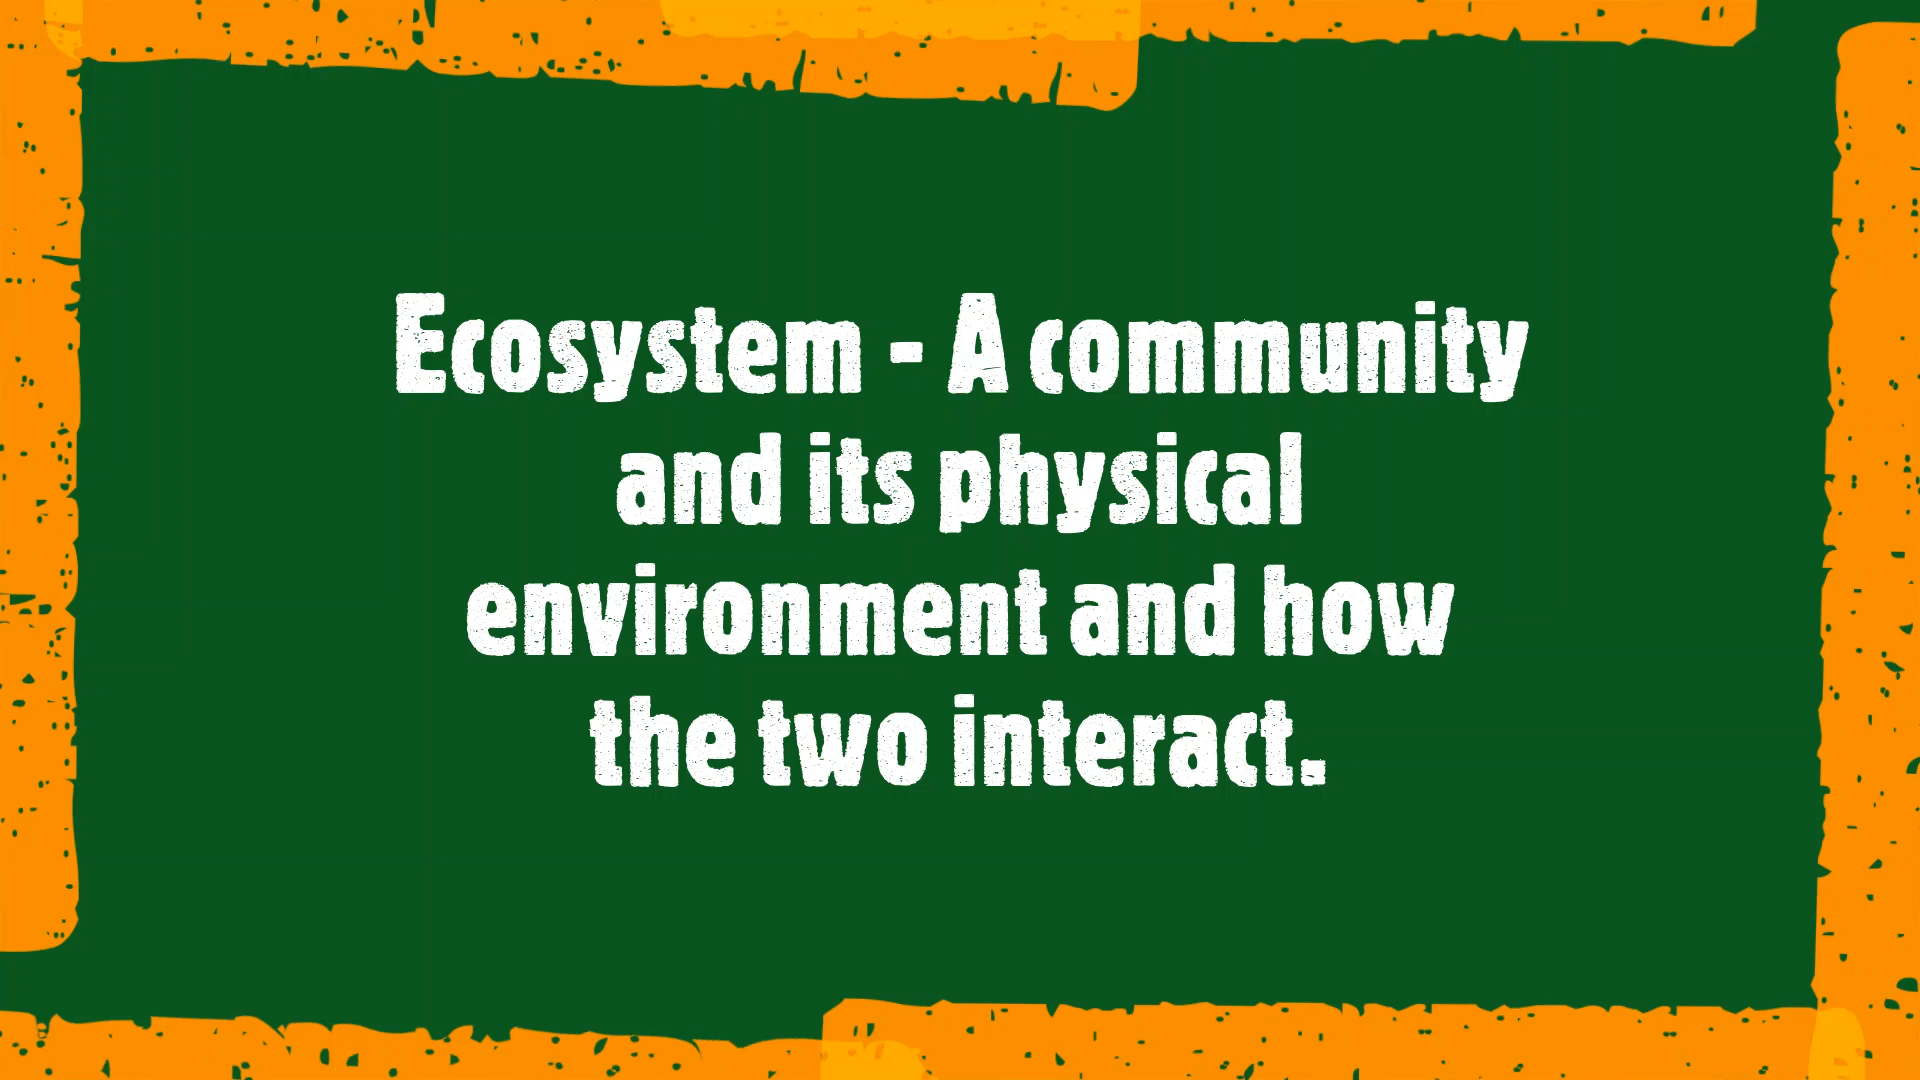 Ecosystem - A community
and its physical
environment and how
the two interact.